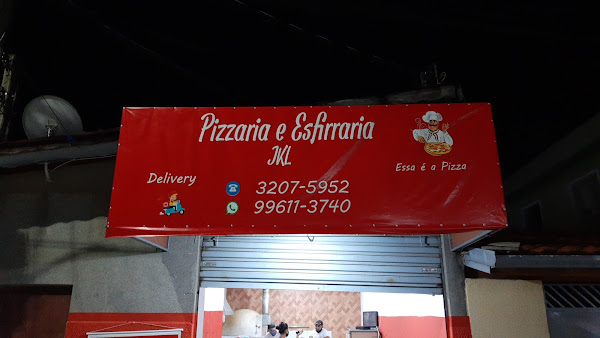 Pizzaria e Esfirraria
JKL
Essa é a Pizza
Delivery
3207-5952
99611-3740